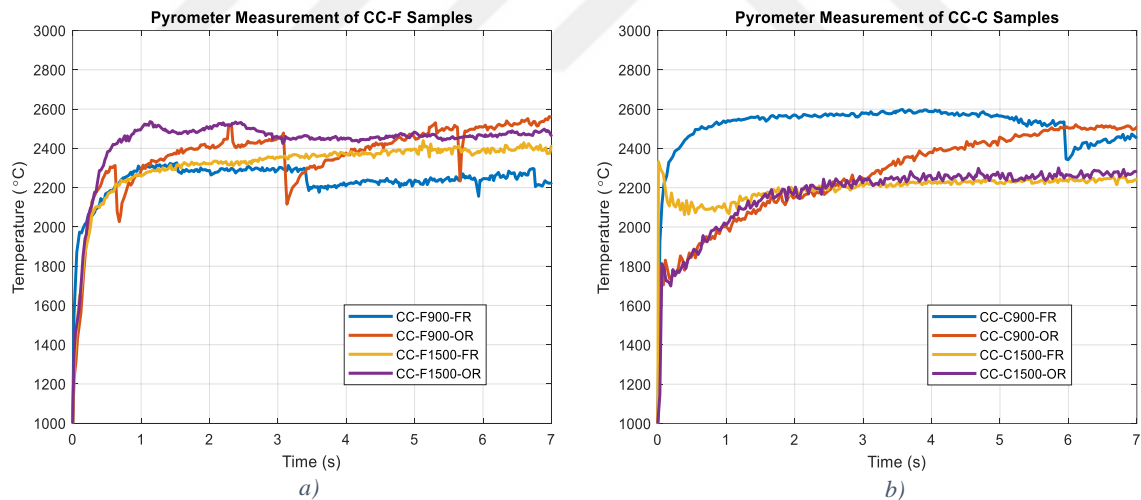 Pyrometer Measurement of CC-F Samples
3000
2800
2600
2400
2200
2000
1800
1600
1400
1200
1000
Temperature (°C)
0 1 2 3 4 5 6 7
Time (s)
CC-F900-FR
CC-F900-OR
CC-F1500-FR
CC-F1500-OR
a)
Pyrometer Measurement of CC-C Samples
3000
2800
2600
2400
2200
2000
1800
1600
1400
1200
1000
Temperature (°C)
0 1 2 3 4 5 6 7
Time (s)
CC-C900-FR
CC-C900-OR
CC-C1500-FR
CC-C1500-OR
b)